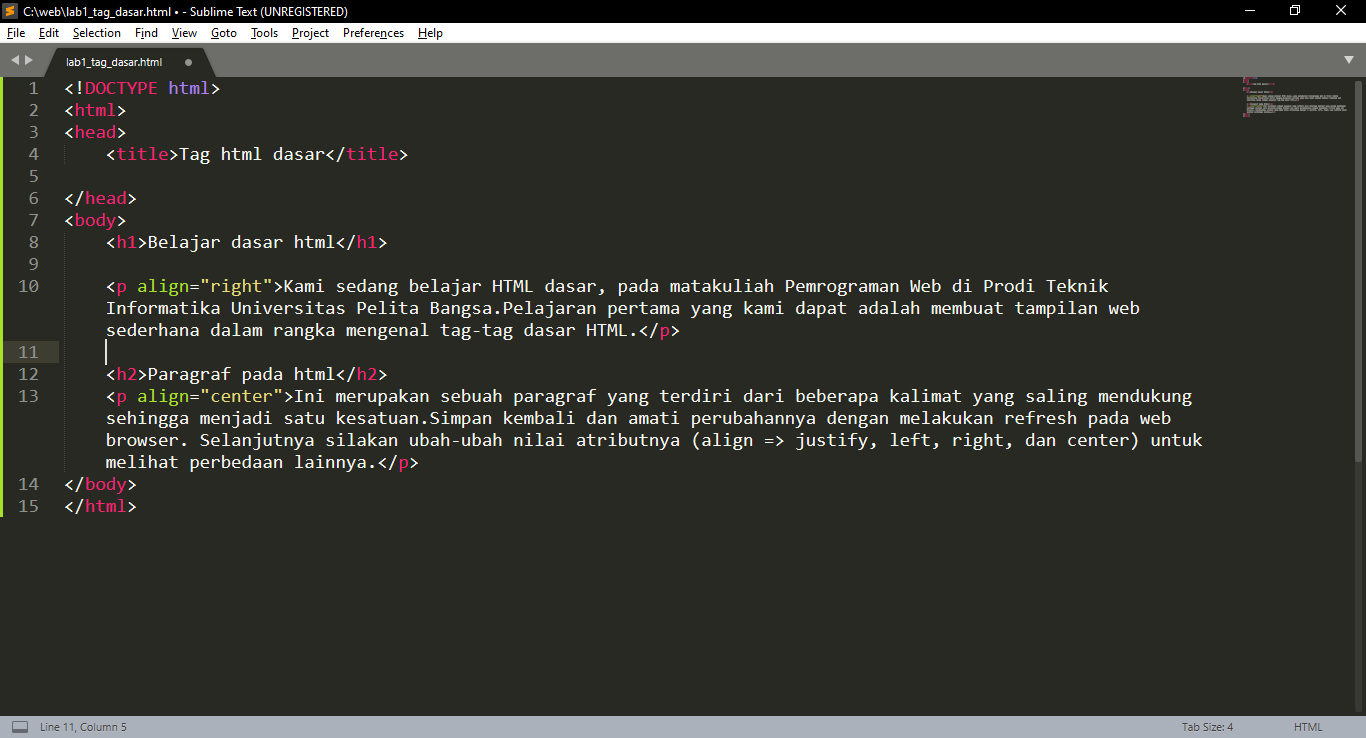 C:\web\lab1_tag_dasar.html • - Sublime Text (UNREGISTERED)
File Edit Selection Find View Goto Tools Project Preferences Help
lab1_tag_dasar.html
1 <!DOCTYPE html>
2 <html>
3 <head>
4 <title>Tag html dasar</title>
5
6 </head>
7 <body>
8 <h1>Belajar dasar html</h1>
9
10 <p align="right">Kami sedang belajar HTML dasar, pada matakuliah Pemrograman Web di Prodi Teknik
Informatika Universitas Pelita Bangsa.Pelajaran pertama yang kami dapat adalah membuat tampilan web
sederhana dalam rangka mengenal tag-tag dasar HTML.</p>
11
12 <h2>Paragraf pada html</h2>
13 <p align="center">Ini merupakan sebuah paragraf yang terdiri dari beberapa kalimat yang saling mendukung
sehingga menjadi satu kesatuan.Simpan kembali dan amati perubahannya dengan melakukan refresh pada web
browser. Selanjutnya silakan ubah-ubah nilai atributnya (align => justify, left, right, dan center) untuk
melihat perbedaan lainnya.</p>
14 </body>
15 </html>
Line 11, Column 5 Tab Size: 4 HTML